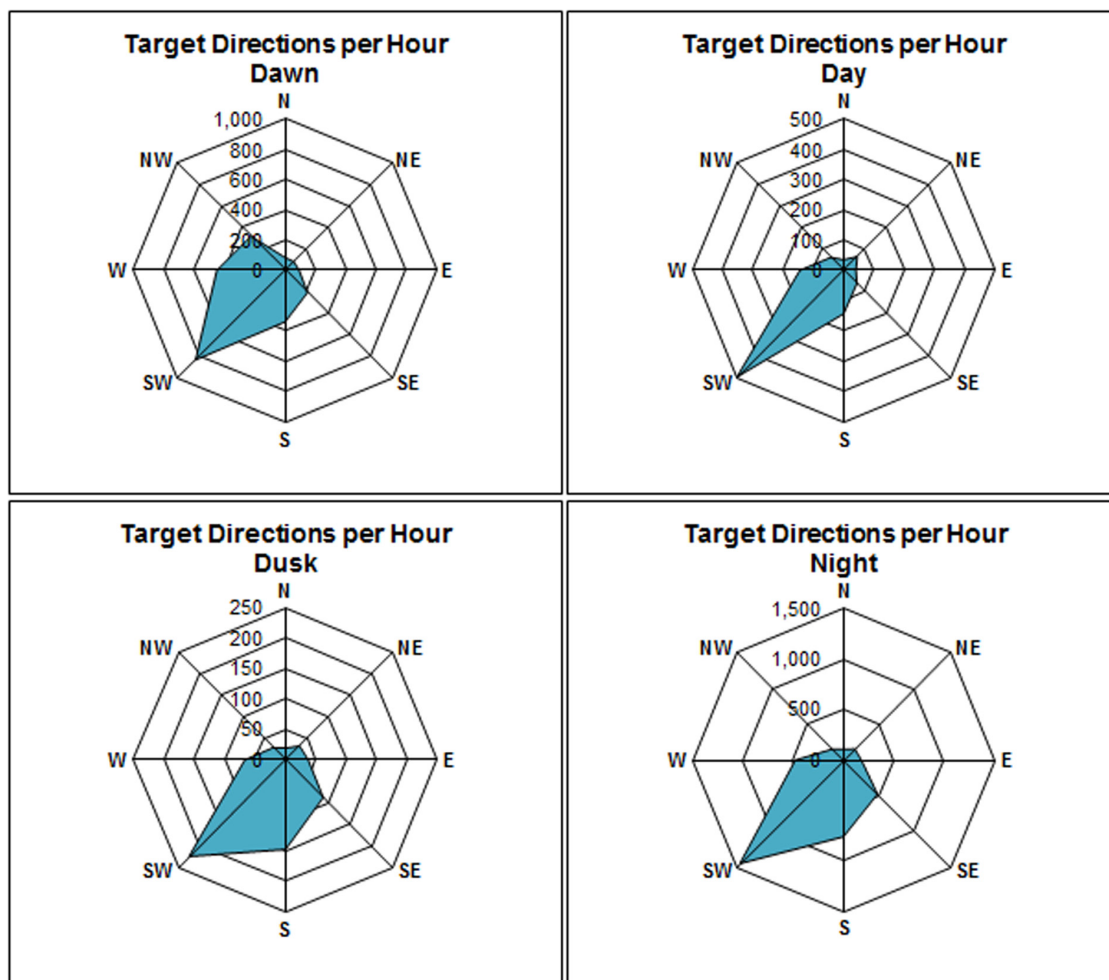 Target Directions per Hour
Dawn
N
1,000
800
600
400
200
0
NW
NE
W
E
SW
SE
S
Target Directions per Hour
Day
N
500
400
300
200
100
0
NW
NE
W
E
SW
SE
S
Target Directions per Hour
Dusk
N
250
200
150
100
50
0
NW
NE
W
E
SW
SE
S
Target Directions per Hour
Night
N
1,500
1,000
500
0
NW
NE
W
E
SW
SE
S